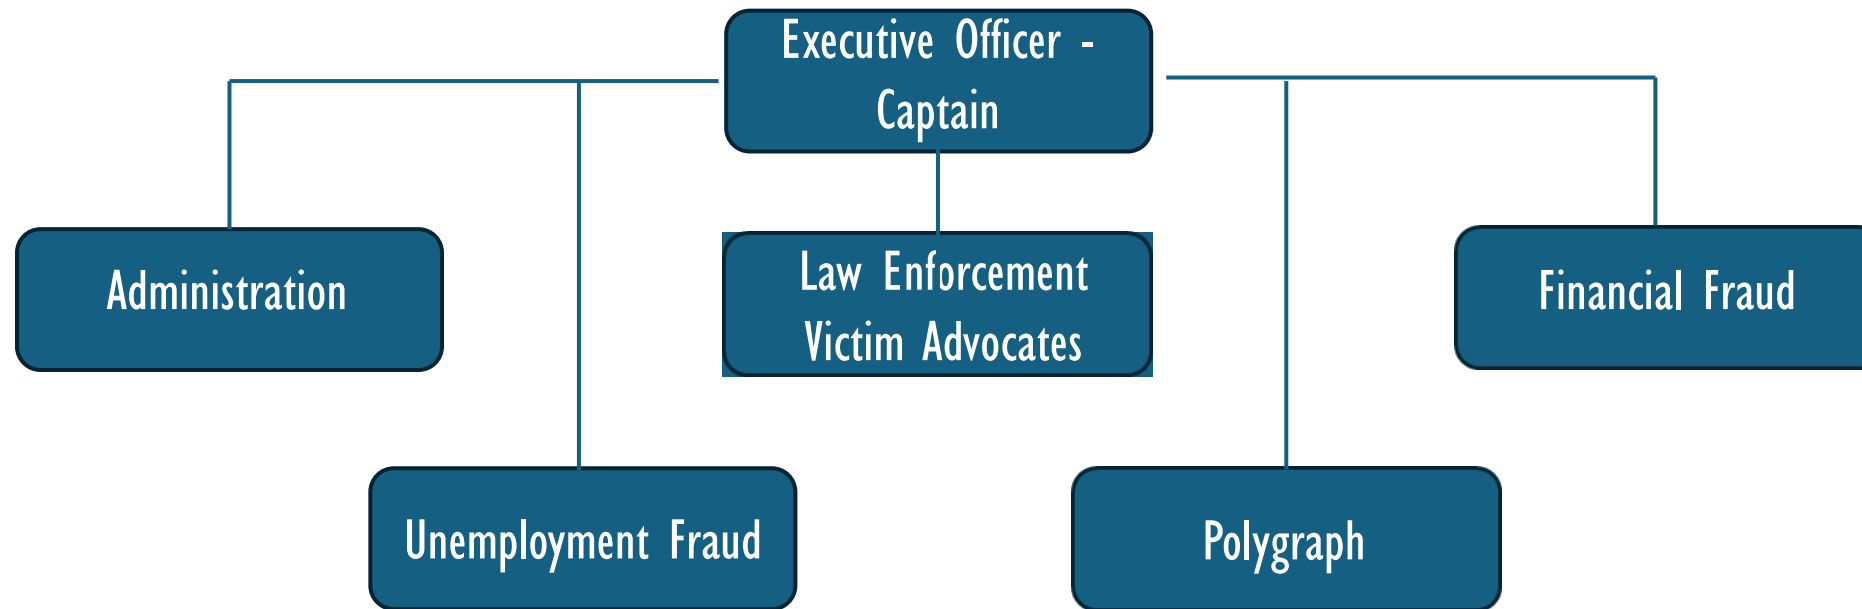 Executive Officer -
Captain
Administration
Law Enforcement
Victim Advocates
Financial Fraud
Unemployment Fraud
Polygraph